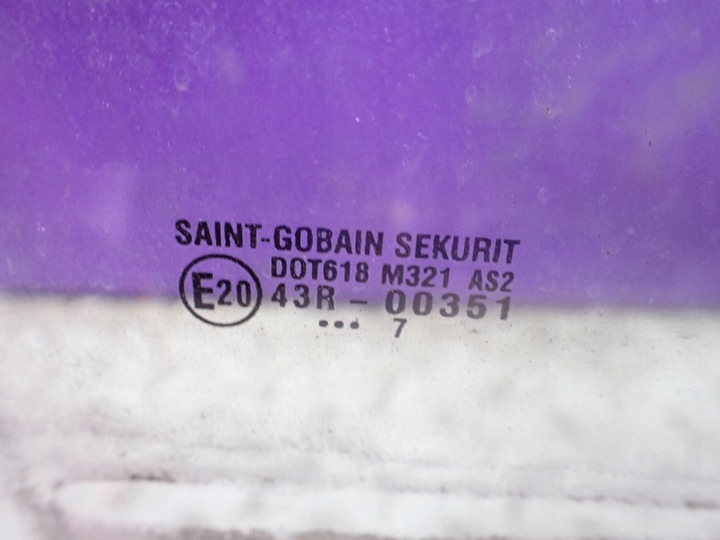 SAINT-GOBAIN SEKURIT
DOT618 M321 AS2
E20 43R - 00351
••• 7